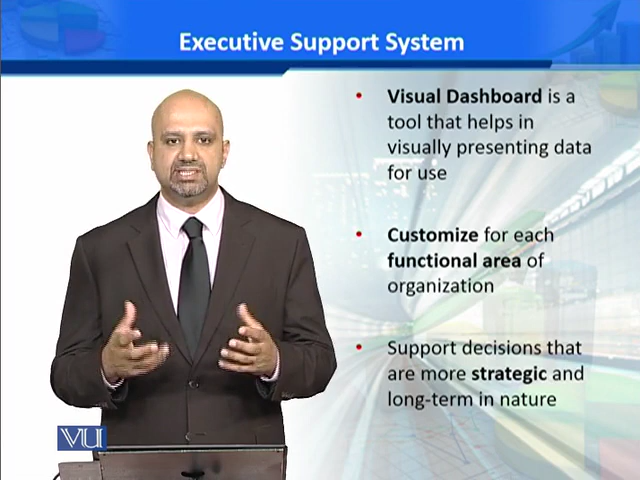 Executive Support System
• Visual Dashboard is a
tool that helps in
visually presenting data
for use
• Customize for each
functional area of
organization
• Support decisions that
are more strategic and
long-term in nature
VU